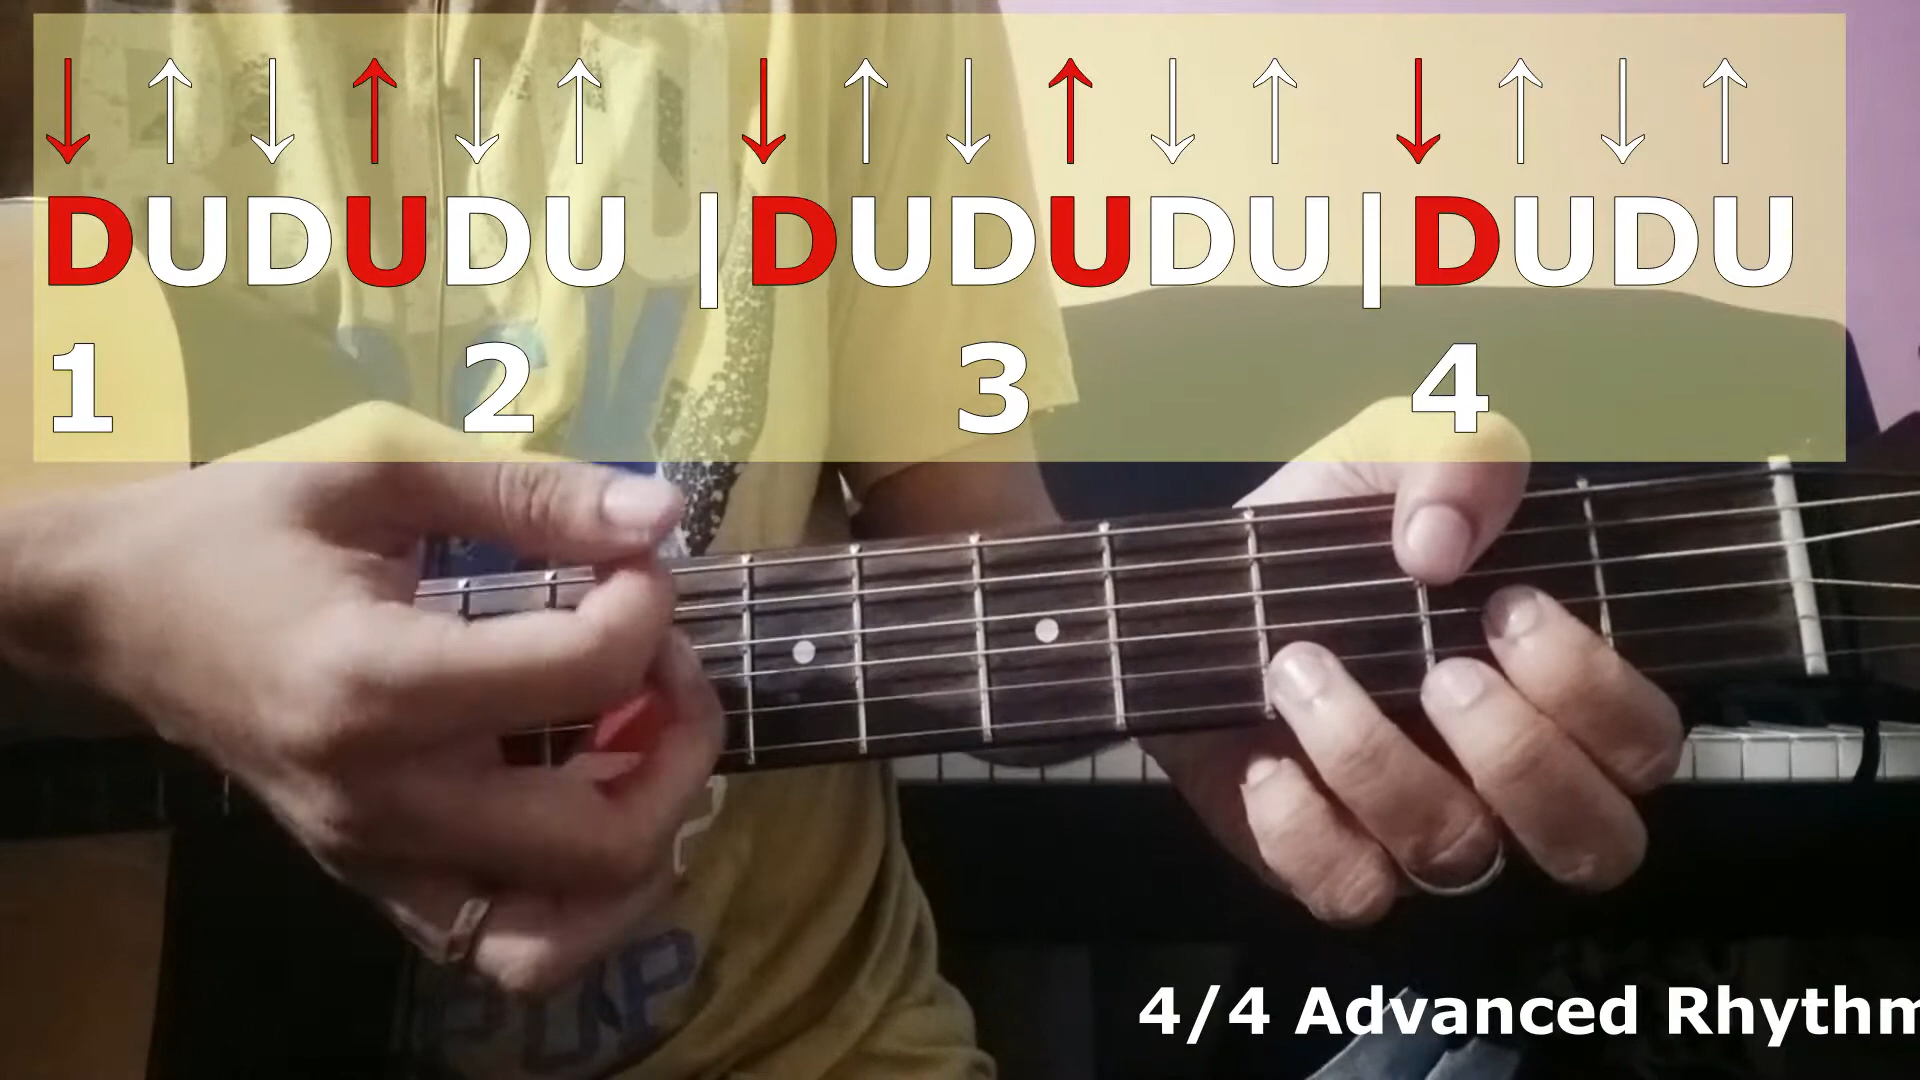 ↓ ↑ ↓ ↑ ↓ ↑ ↓ ↑ ↓ ↑ ↓ ↑ ↓ ↑ ↓ ↑
DUDUDU | DUDUDU | DUDU
1 2 3 4
4/4 Advanced Rhythm